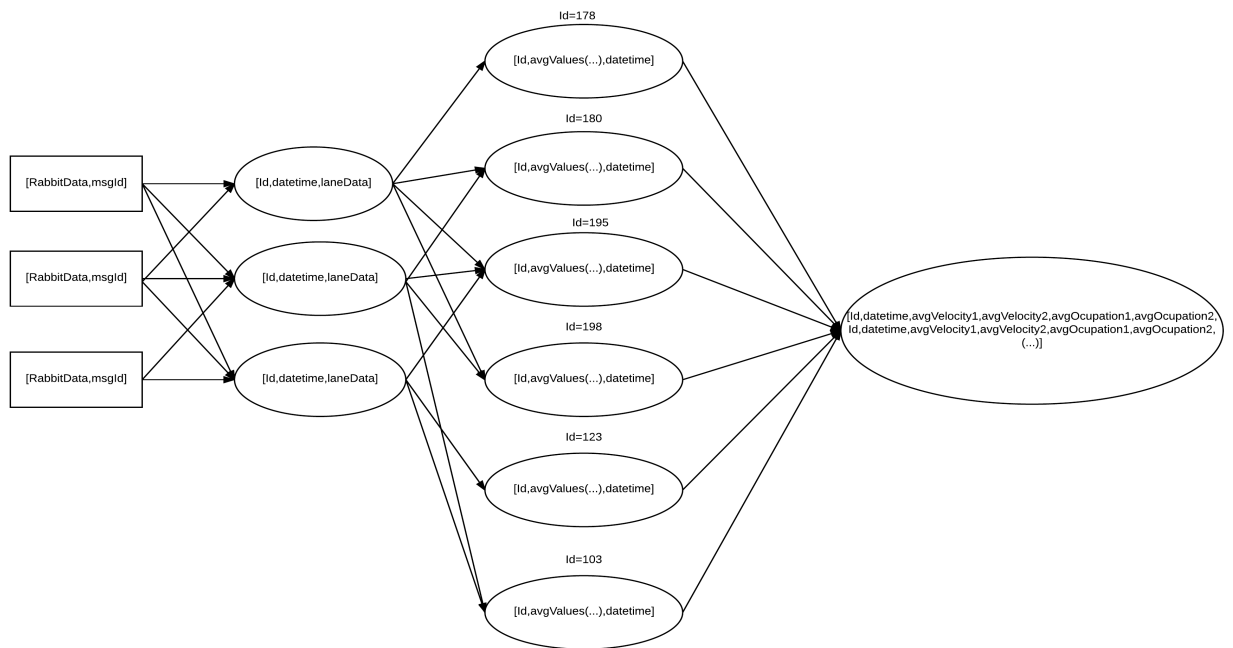 Id=178
[Id,avgValues(...),datetime]
Id=180
[RabbitData,msgId]
[Id,datetime,laneData]
[Id,avgValues(...),datetime]
Id=195
[RabbitData,msgId]
[Id,datetime,laneData]
[Id,avgValues(...),datetime]
[Id,datetime,avgVelocity1,avgVelocity2,avgOcupation1,avgOcupation2,
Id,datetime,avgVelocity1,avgVelocity2,avgOcupation1,avgOcupation2,
(...)]
Id=198
[RabbitData,msgId]
[Id,datetime,laneData]
[Id,avgValues(...),datetime]
Id=123
[Id,avgValues(...),datetime]
Id=103
[Id,avgValues(...),datetime]